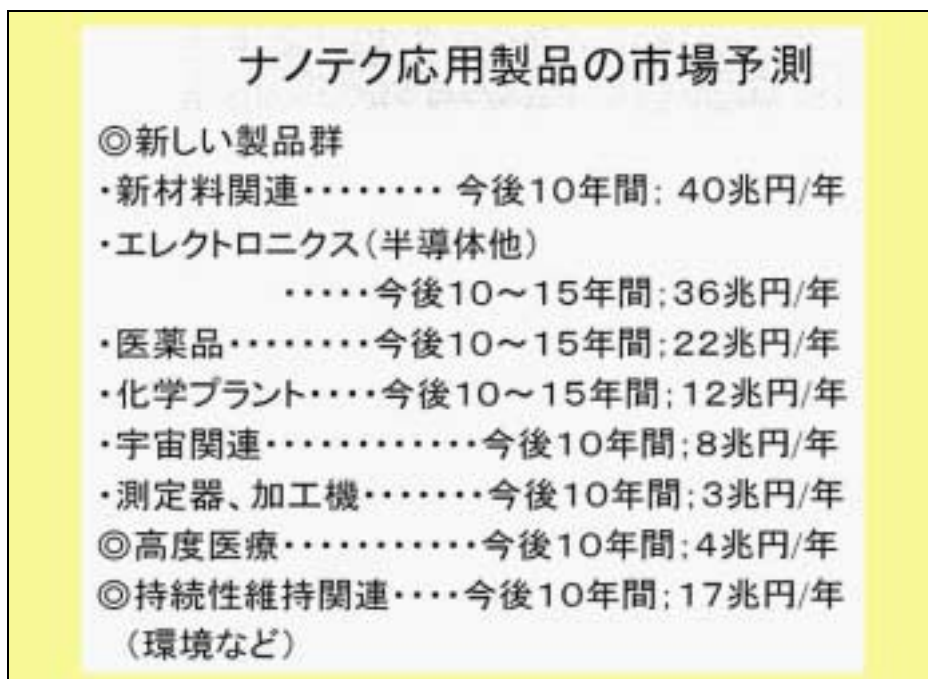 ナノテク応用製品の市場予測
◎新しい製品群
・新材料関連・・・・・・・・ 今後10年間; 40兆円/年
・エレクトロニクス(半導体他)
・・・・・今後10～15年間;36兆円/年
・医薬品・・・・・・・・今後10～15年間;22兆円/年
・化学プラント・・・・今後10～15年間;12兆円/年
・宇宙関連・・・・・・・・・・・・今後10年間;8兆円/年
・測定器、加工機・・・・・・・今後10年間;3兆円/年
◎高度医療・・・・・・・・・・・今後10年間;4兆円/年
◎持続性維持関連・・・・今後10年間;17兆円/年
(環境など)